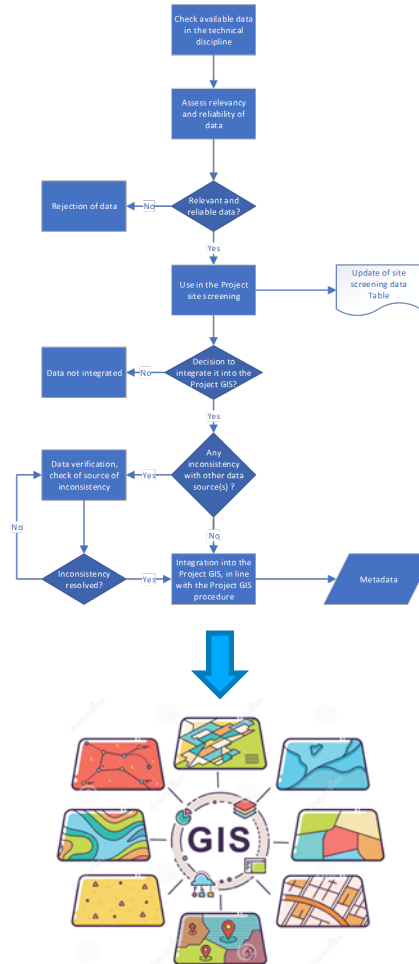 Check available data
in the technical
discipline
Assess relevancy
and reliability of
data
Relevant and
reliable data?
No
Rejection of data
Yes
Use in the Project
site screening
Update of site
screening data
Table
Decision to
integrate it into the
Project GIS?
No
Data not integrated
Yes
Any
inconsistency
with other data
source(s) ?
Yes
Data verification,
check of source of
inconsistency
No
No
Inconsistency
resolved?
Yes
Integration into the
Project GIS, in line
with the Project GIS
procedure
Metadata
GIS